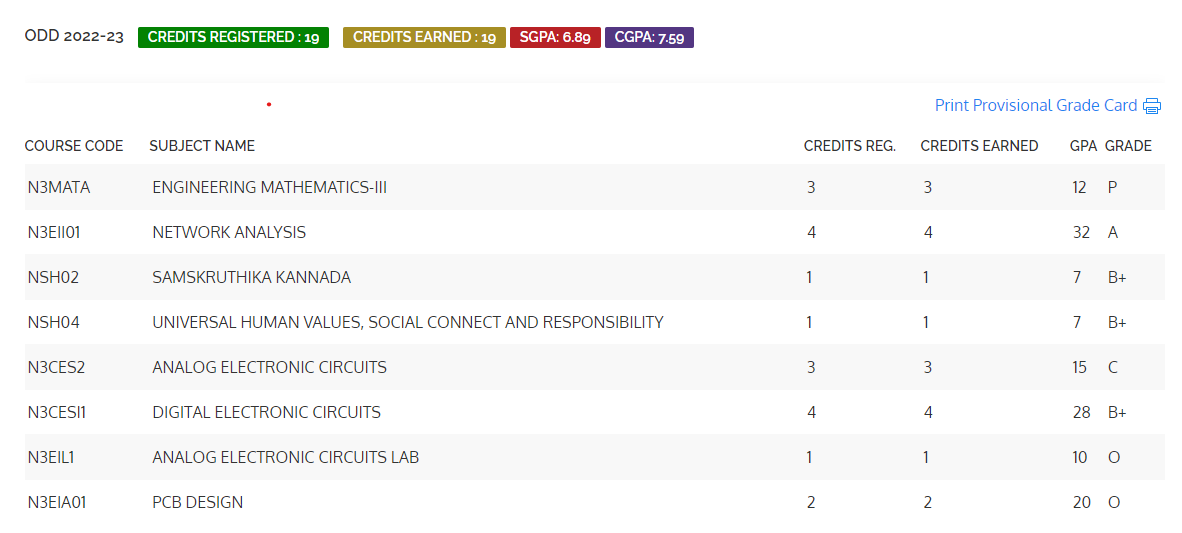 ODD 2022-23 CREDITS REGISTERED : 19 CREDITS EARNED : 19 SGPA: 6.89 CGPA: 7.59
Print Provisional Grade Card
COURSE CODE SUBJECT NAME CREDITS REG. CREDITS EARNED GPA GRADE
N3MATA ENGINEERING MATHEMATICS-III 3 3 12 P
N3EII01 NETWORK ANALYSIS 4 4 32 A
NSH02 SAMSKRUTHIKA KANNADA 1 1 7 B+
NSH04 UNIVERSAL HUMAN VALUES, SOCIAL CONNECT AND RESPONSIBILITY 1 1 7 B+
N3CES2 ANALOG ELECTRONIC CIRCUITS 3 3 15 C
N3CESI1 DIGITAL ELECTRONIC CIRCUITS 4 4 28 B+
N3EIL1 ANALOG ELECTRONIC CIRCUITS LAB 1 1 10 O
N3EIA01 PCB DESIGN 2 2 20 O